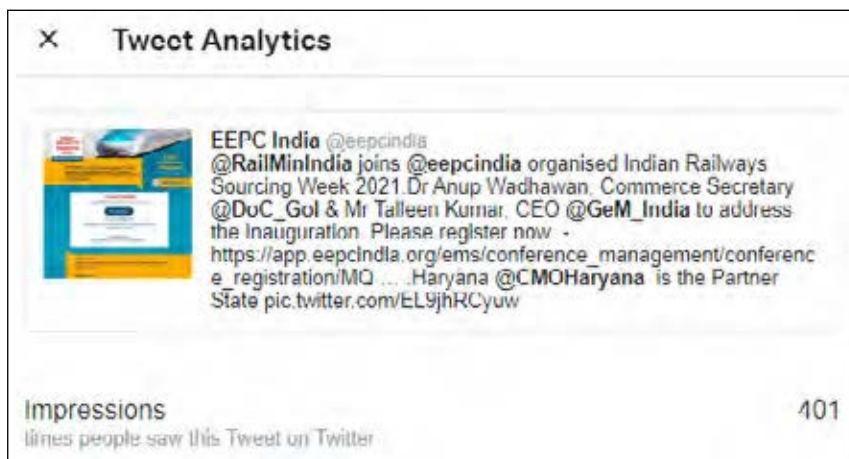 × Tweet Analytics
EEPC India @eepcindia
@RailMinIndia joins @eepcindia organised Indian Railways
Sourcing Week 2021.Dr Anup Wadhawan, Commerce Secretary
@DoC_GoI & Mr Talleen Kumar, CEO @GeM_India to address
the Inauguration. Please register now -
https://app.eepcindia.org/ems/conference_management/conferenc
e_registration/MQ ... .Haryana @CMOHaryana is the Partner
State pic.twitter.com/EL9jhRCyuw
Impressions 401
times people saw this Tweet on Twitter